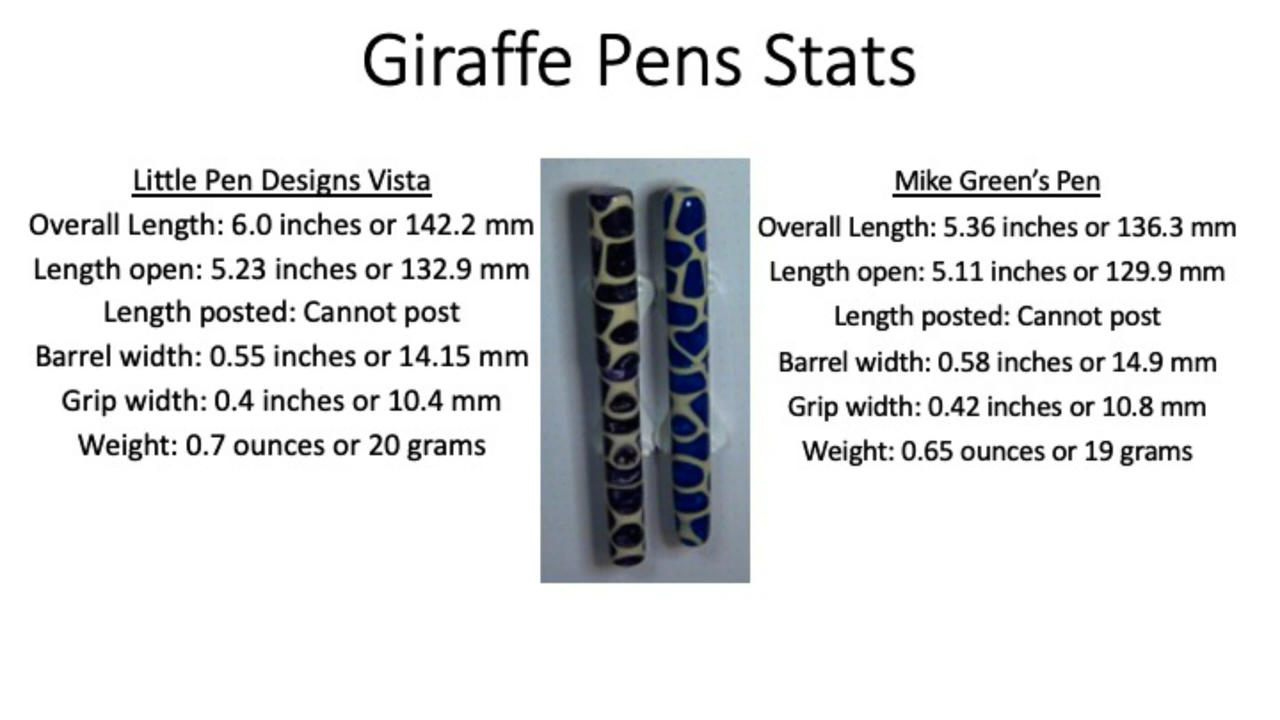 Giraffe Pens Stats
Little Pen Designs Vista
Overall Length: 6.0 inches or 142.2 mm
Length open: 5.23 inches or 132.9 mm
Length posted: Cannot post
Barrel width: 0.55 inches or 14.15 mm
Grip width: 0.4 inches or 10.4 mm
Weight: 0.7 ounces or 20 grams
Mike Green’s Pen
Overall Length: 5.36 inches or 136.3 mm
Length open: 5.11 inches or 129.9 mm
Length posted: Cannot post
Barrel width: 0.58 inches or 14.9 mm
Grip width: 0.42 inches or 10.8 mm
Weight: 0.65 ounces or 19 grams